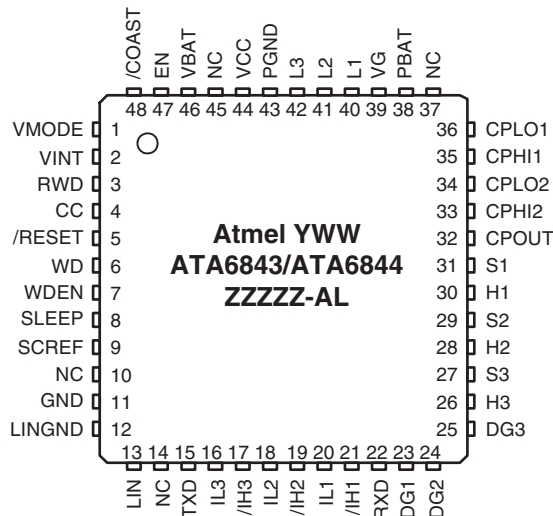 /COAST
EN
VBAT
NC
VCC
PGND
L3
L2
L1
VG
PBAT
NC
48 47 46 45 44 43 42 41 40 39 38 37
VMODE 1
VINT 2
RWD 3
CC 4
/RESET 5
WD 6
WDEN 7
SLEEP 8
SCREF 9
NC 10
GND 11
LINGND 12
Atmel YWW
ATA6843/ATA6844
ZZZZZ-AL
36 CPLO1
35 CPHI1
34 CPLO2
33 CPHI2
32 CPOUT
31 S1
30 H1
29 S2
28 H2
27 S3
26 H3
25 DG3
13 14 15 16 17 18 19 20 21 22 23 24
LIN
NC
TXD
IL3
/IH3
IL2
/IH2
IL1
/IH1
RXD
DG1
DG2